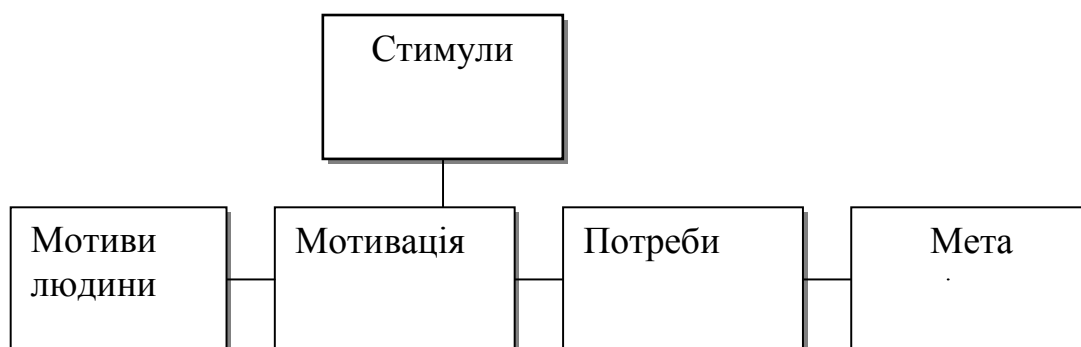 Стимули
Мотиви
людини
Мотивація
Потреби
Мета